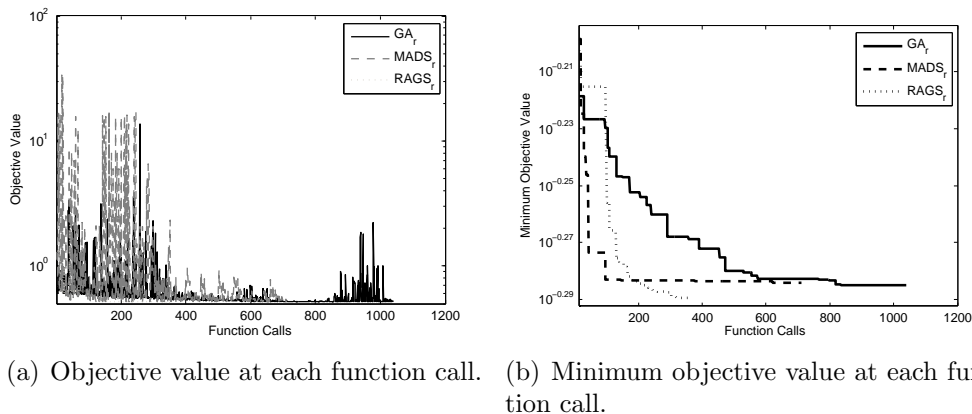 10^2
10^1
10^0
Objective Value
GA_r
MADS_r
RAGS_r
200 400 600 800 1000 1200
Function Calls
(a) Objective value at each function call.
10^−0.21
10^−0.23
10^−0.25
10^−0.27
10^−0.29
Minimum Objective Value
GA_r
MADS_r
RAGS_r
200 400 600 800 1000 1200
Function Calls
(b) Minimum objective value at each func
tion call.